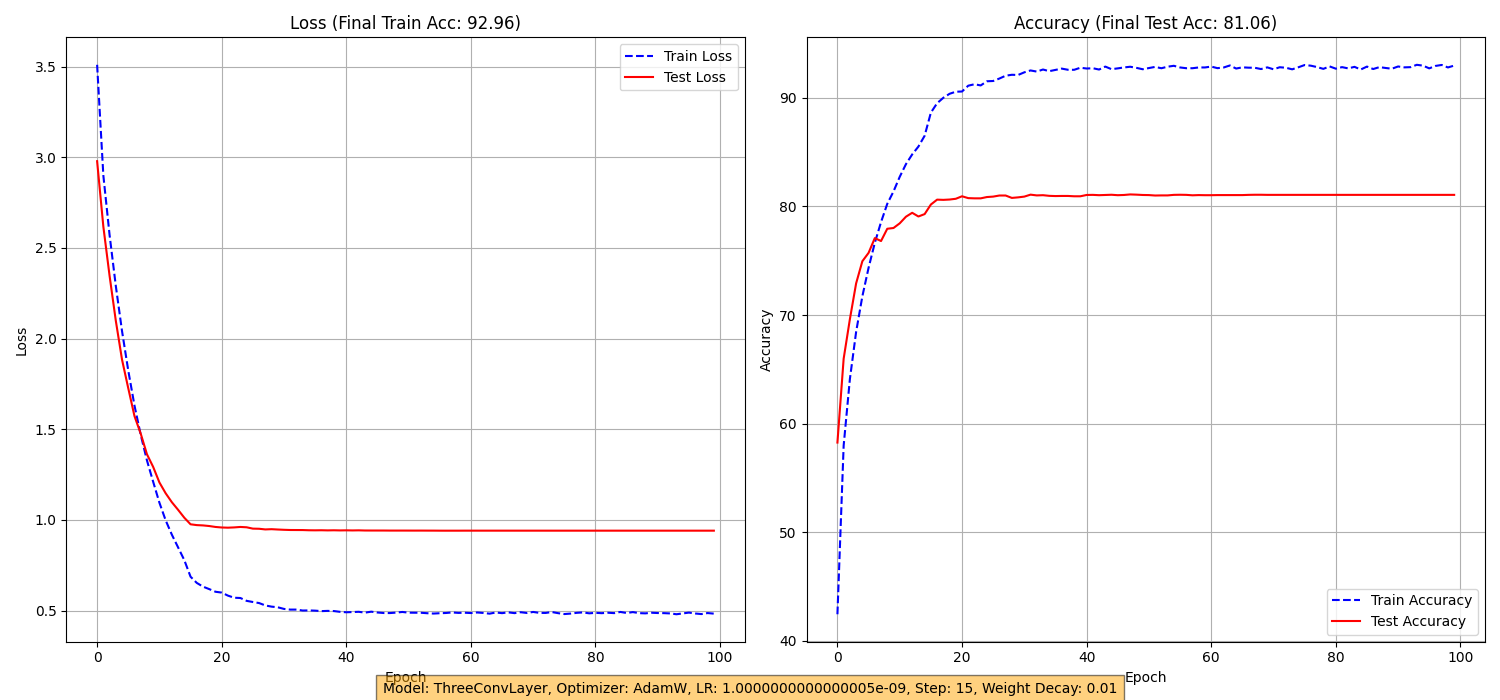 Loss (Final Train Acc: 92.96)
Train Loss
Test Loss
3.5
3.0
2.5
2.0
1.5
1.0
0.5
Loss
0 20 40 60 80 100
Epoch
Accuracy (Final Test Acc: 81.06)
90
80
70
60
50
40
Accuracy
Train Accuracy
Test Accuracy
0 20 40 60 80 100
Epoch
Model: ThreeConvLayer, Optimizer: AdamW, LR: 1.0000000000000005e-09, Step: 15, Weight Decay: 0.01